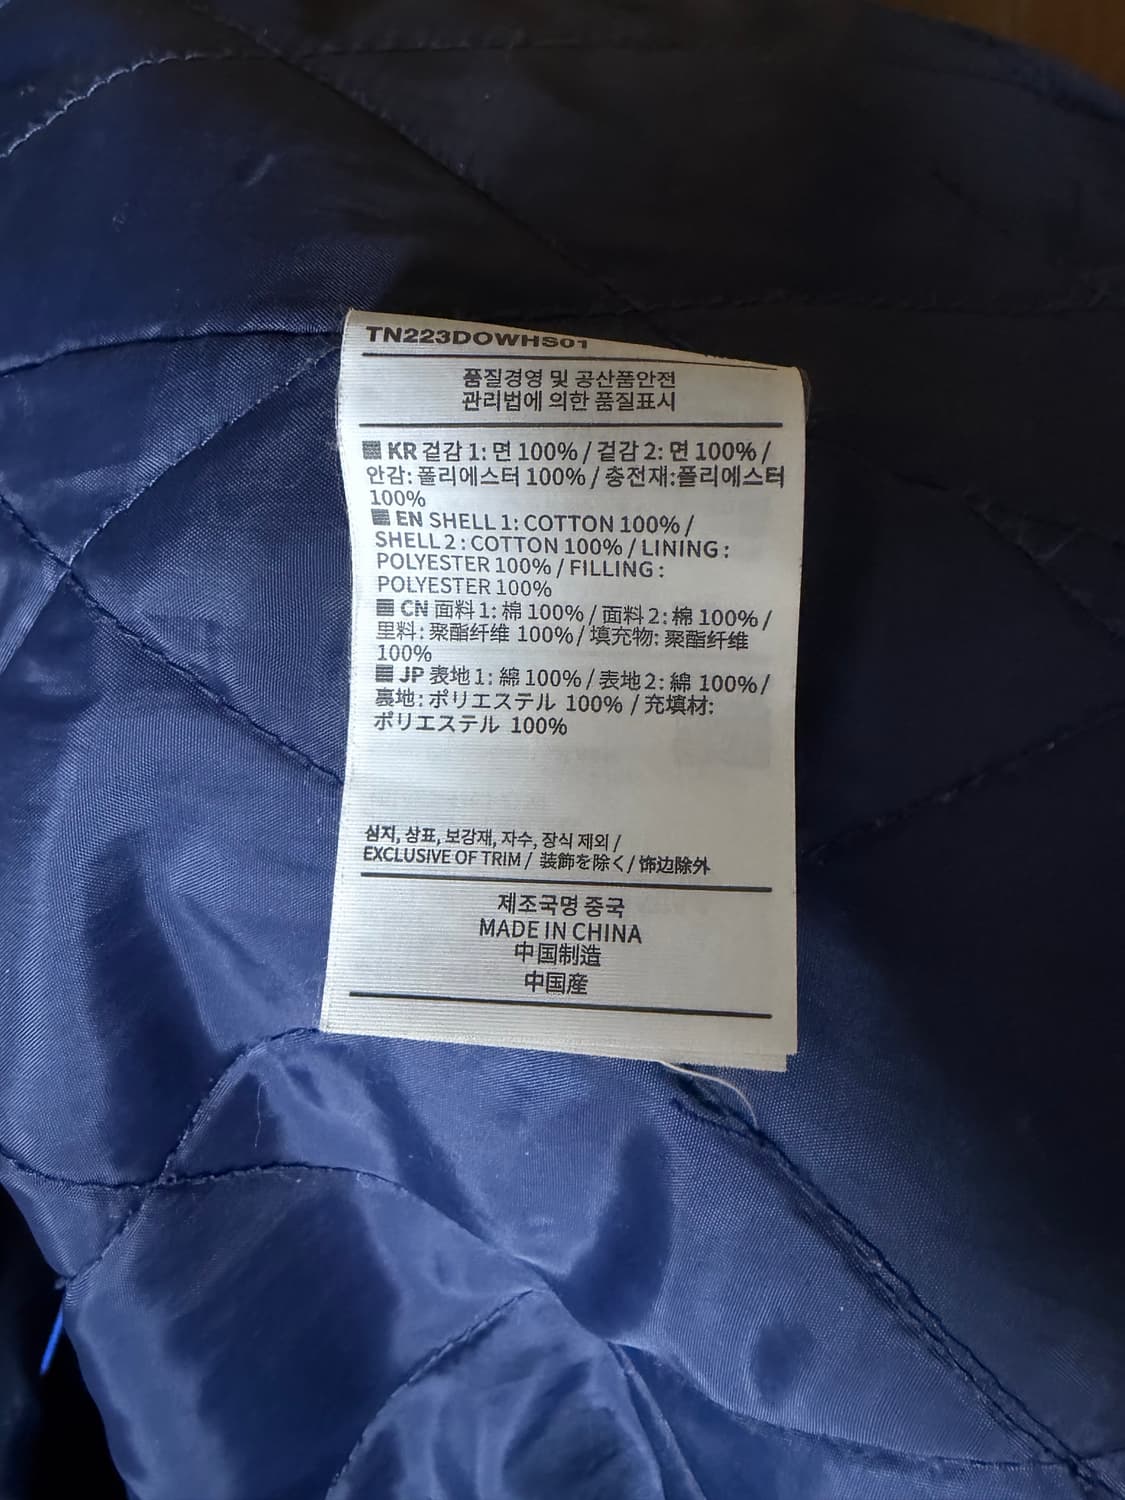 TN223DOWHS01
품질경영 및 공산품안전
관리법에 의한 품질표시
KR 겉감 1: 면 100% / 겉감 2: 면 100% /
안감: 폴리에스터 100% / 충전재:폴리에스터
100%
EN SHELL 1: COTTON 100% /
SHELL 2: COTTON 100% / LINING:
POLYESTER 100% / FILLING:
POLYESTER 100%
CN 面料 1: 棉 100% / 面料 2: 棉 100% /
里料: 聚酯纤维 100% / 填充物: 聚酯纤维
100%
JP 表地 1: 綿 100% / 表地 2: 綿 100% /
裏地: ポリエステル 100% / 充填材:
ポリエステル 100%
심지, 상표, 보강재, 자수, 장식 제외 /
EXCLUSIVE OF TRIM / 装飾を除く / 饰边除外
제조국명 중국
MADE IN CHINA
中国制造
中国産